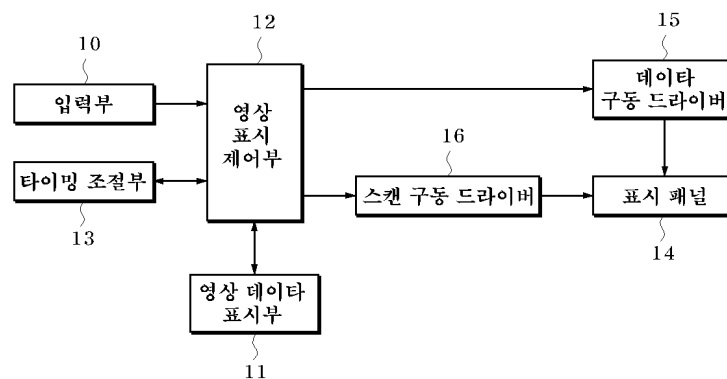 12
15
10
입력부
영상
표시
제어부
데이타
구동 드라이버
16
타이밍 조절부
스캔 구동 드라이버
표시 패널
13
14
영상 데이타
표시부
11